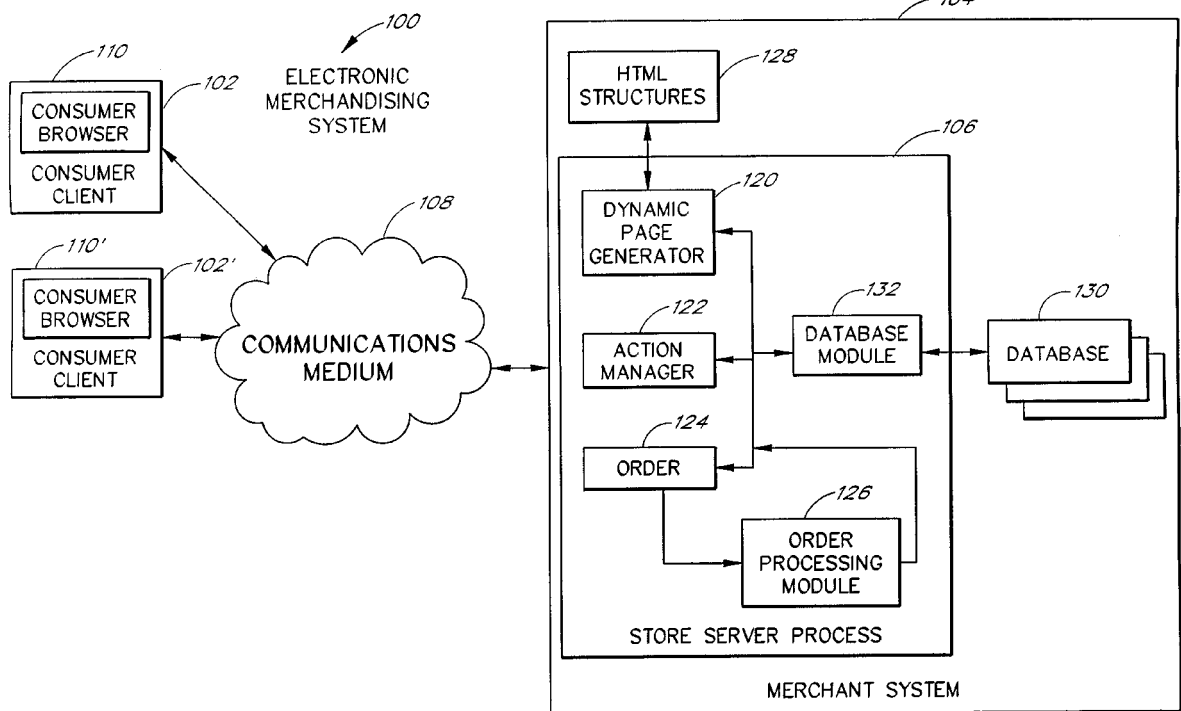 100
ELECTRONIC
MERCHANDISING
SYSTEM
110
102
CONSUMER
BROWSER
CONSUMER
CLIENT
110'
102'
CONSUMER
BROWSER
CONSUMER
CLIENT
108
COMMUNICATIONS
MEDIUM
128
HTML
STRUCTURES
106
120
DYNAMIC
PAGE
GENERATOR
122
ACTION
MANAGER
132
DATABASE
MODULE
130
DATABASE
124
ORDER
126
ORDER
PROCESSING
MODULE
STORE SERVER PROCESS
MERCHANT SYSTEM